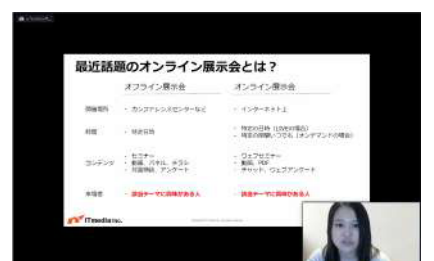 最近話題のオンライン展示会とは？
オフライン展示会
オンライン展示会
開催場所
・ カンファレンスセンターなど
・ インターネット上
時間
・ 特定日時
・ 特定の日時（LIVEの場合）
・ 特定の期間いつでも（オンデマンドの場合）
コンテンツ
・ セミナー
・ 動画、パネル、チラシ
・ 対面商談、アンケート
・ ウェブセミナー
・ 動画、PDF
・ チャット、ウェブアンケート
来場者
・ 該当テーマに興味がある人
・ 該当テーマに興味がある人
ITmedia Inc.